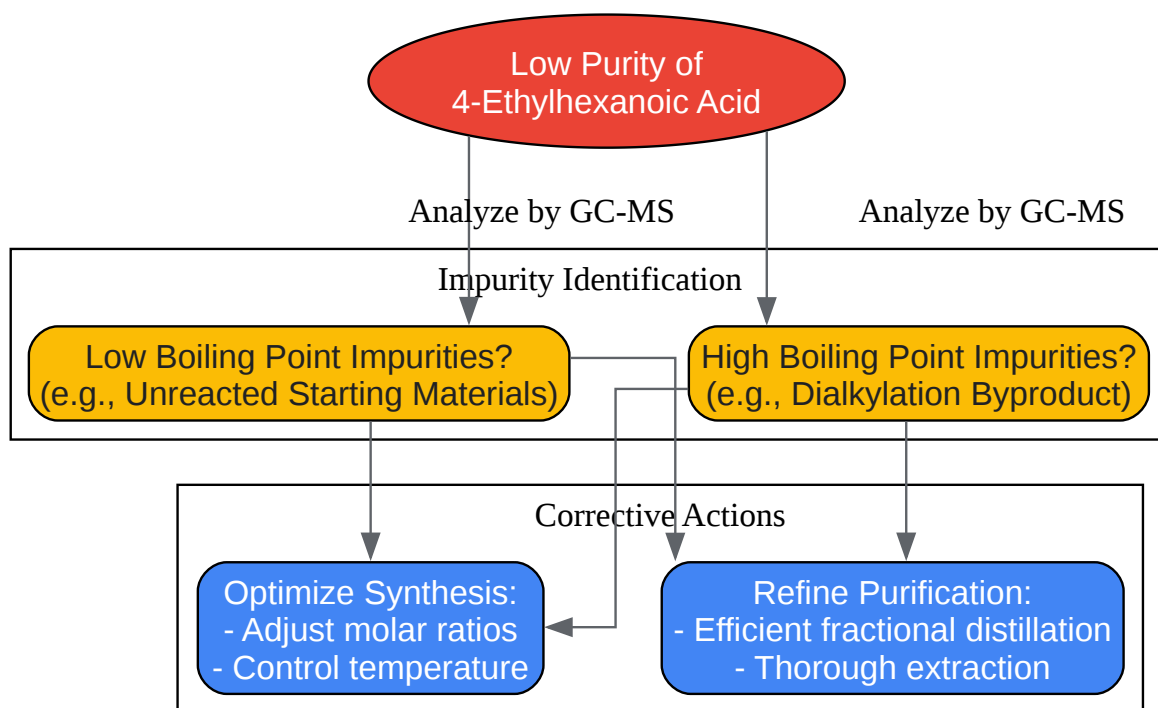 Low Purity of
4-Ethylhexanoic Acid
Analyze by GC-MS
Analyze by GC-MS
Impurity Identification
Low Boiling Point Impurities?
(e.g., Unreacted Starting Materials)
High Boiling Point Impurities?
(e.g., Dialkylation Byproduct)
Corrective Actions
Optimize Synthesis:
- Adjust molar ratios
- Control temperature
Refine Purification:
- Efficient fractional distillation
- Thorough extraction